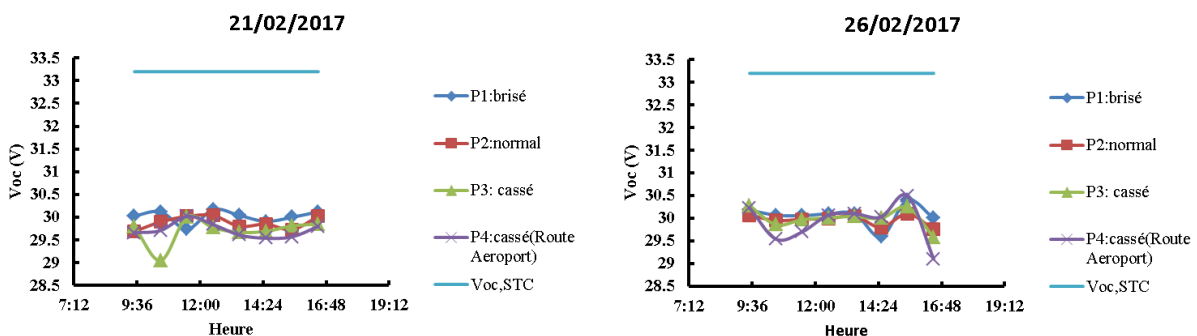 21/02/2017
33.5
33
32.5
32
31.5
31
30.5
30
29.5
29
28.5
Voc (V)
7:12 9:36 12:00 14:24 16:48 19:12
Heure
P1:brisé
P2:normal
P3: cassé
P4:cassé(Route
Aeroport)
Voc,STC
26/02/2017
33.5
33
32.5
32
31.5
31
30.5
30
29.5
29
28.5
Voc (V)
7:12 9:36 12:00 14:24 16:48 19:12
Heure
P1:brisé
P2:normal
P3: cassé
P4:cassé(Route
Aeroport)
Voc,STC